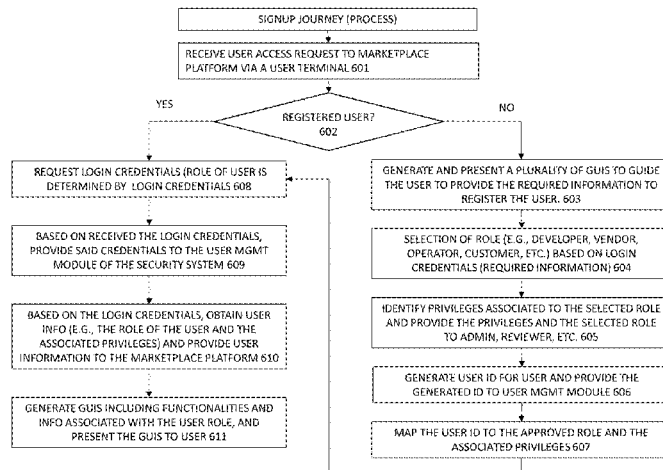 SIGNUP JOURNEY (PROCESS)
RECEIVE USER ACCESS REQUEST TO MARKETPLACE
PLATFORM VIA A USER TERMINAL 601
YES
REGISTERED USER?
602
NO
REQUEST LOGIN CREDENTIALS (ROLE OF USER IS
DETERMINED BY LOGIN CREDENTIALS 608
BASED ON RECEIVED THE LOGIN CREDENTIALS,
PROVIDE SAID CREDENTIALS TO THE USER MGMT
MODULE OF THE SECURITY SYSTEM 609
BASED ON THE LOGIN CREDENTIALS, OBTAIN USER
INFO (E.G., THE ROLE OF THE USER AND THE
ASSOCIATED PRIVILEGES) AND PROVIDE USER
INFORMATION TO THE MARKETPLACE PLATFORM 610
GENERATE GUIS INCLUDING FUNCTIONALITIES AND
INFO ASSOCIATED WITH THE USER ROLE, AND
PRESENT THE GUIS TO USER 611
GENERATE AND PRESENT A PLURALITY OF GUIS TO GUIDE
THE USER TO PROVIDE THE REQUIRED INFORMATION TO
REGISTER THE USER. 603
SELECTION OF ROLE (E.G., DEVELOPER, VENDOR,
OPERATOR, CUSTOMER, ETC.) BASED ON LOGIN
CREDENTIALS (REQUIRED INFORMATION) 604
IDENTIFY PRIVILEGES ASSOCIATED TO THE SELECTED ROLE
AND PROVIDE THE PRIVILEGES AND THE SELECTED ROLE
TO ADMIN, REVIEWER, ETC. 605
GENERATE USER ID FOR USER AND PROVIDE THE
GENERATED ID TO USER MGMT MODULE 606
MAP THE USER ID TO THE APPROVED ROLE AND THE
ASSOCIATED PRIVILEGES 607